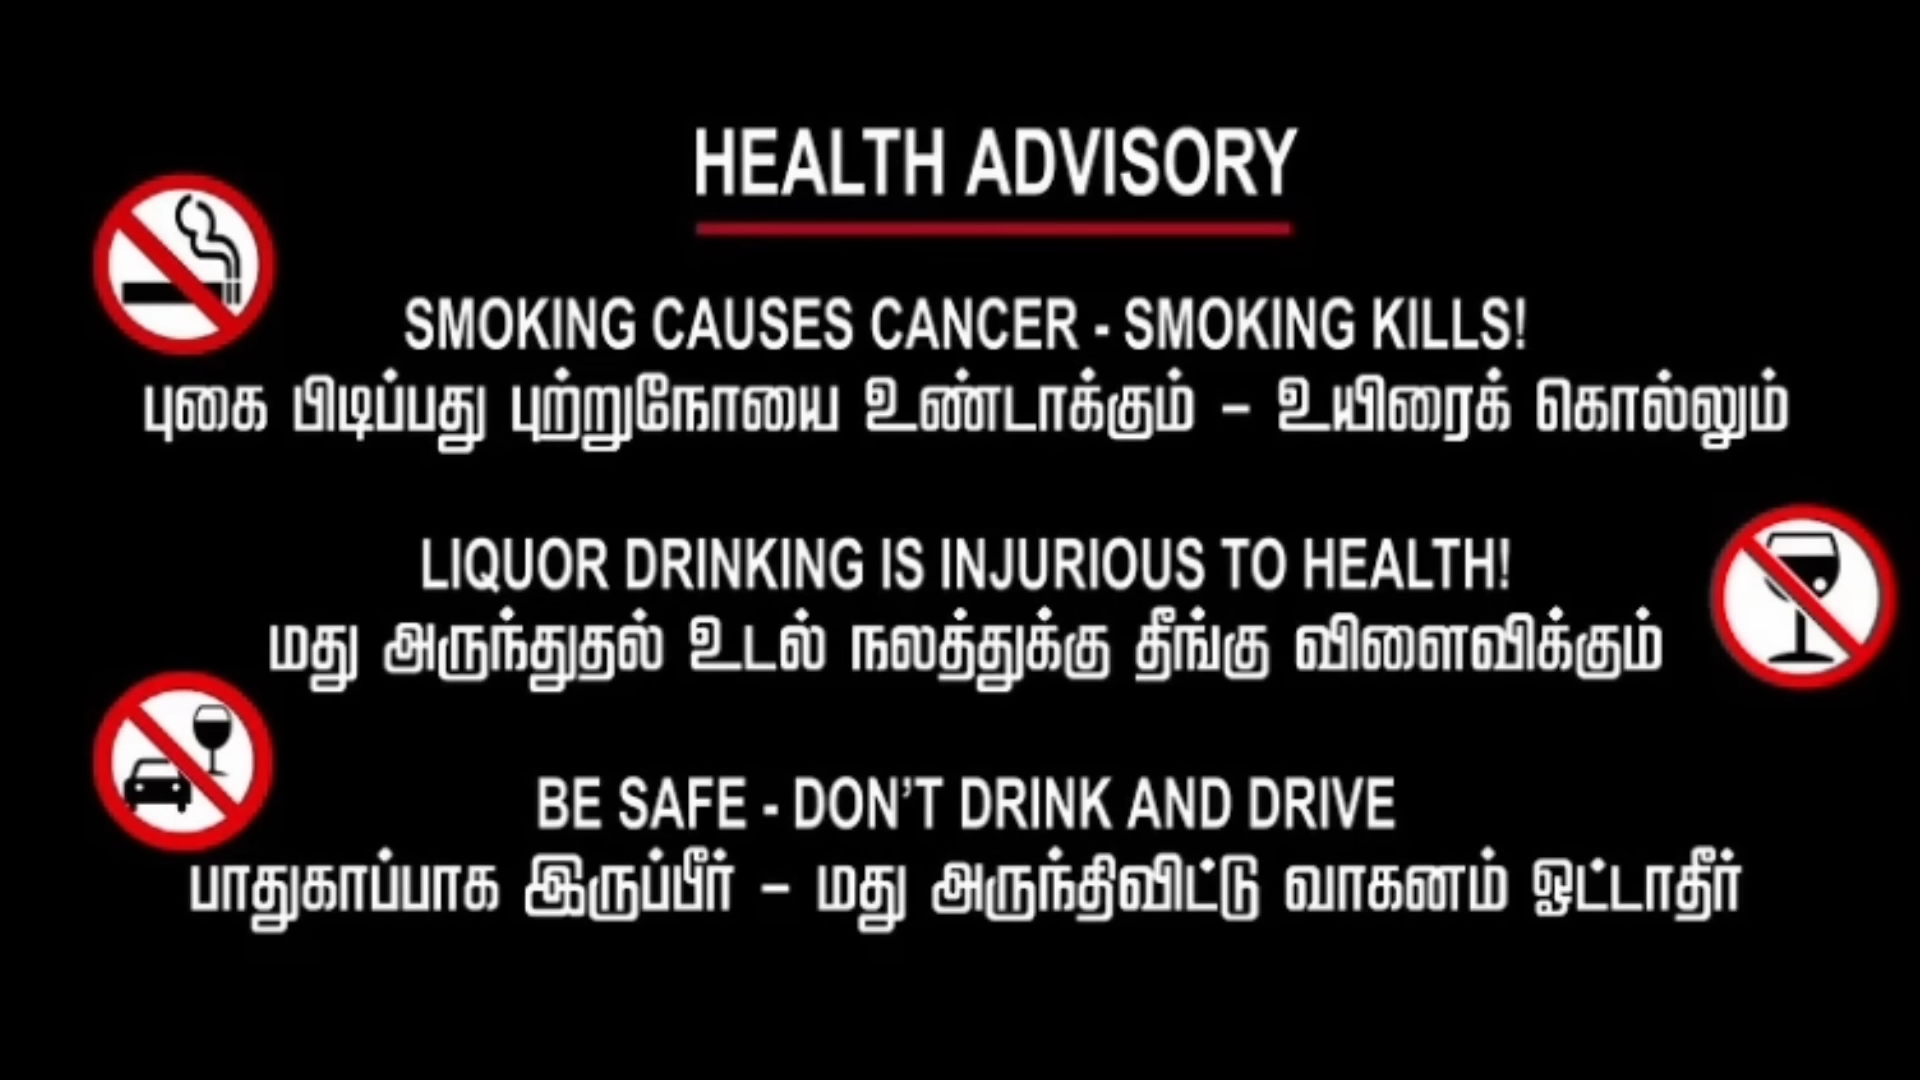 HEALTH ADVISORY
SMOKING CAUSES CANCER - SMOKING KILLS!
புகை பிடிப்பது புற்றுநோயை உண்டாக்கும் – உயிரைக் கொல்லும்
LIQUOR DRINKING IS INJURIOUS TO HEALTH!
மது அருந்துதல் உடல் நலத்துக்கு தீங்கு விளைவிக்கும்
BE SAFE - DON'T DRINK AND DRIVE
பாதுகாப்பாக இருப்பீர் – மது அருந்திவிட்டு வாகனம் ஓட்டாதீர்